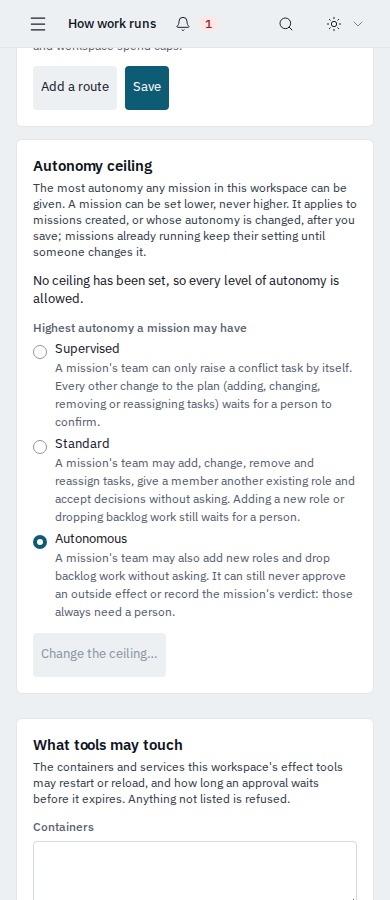 How work runs
1
and workspace spend caps.
Add a route
Save
Autonomy ceiling
The most autonomy any mission in this workspace can be
given. A mission can be set lower, never higher. It applies to
missions created, or whose autonomy is changed, after you
save; missions already running keep their setting until
someone changes it.
No ceiling has been set, so every level of autonomy is
allowed.
Highest autonomy a mission may have
Supervised
A mission's team can only raise a conflict task by itself.
Every other change to the plan (adding, changing,
removing or reassigning tasks) waits for a person to
confirm.
Standard
A mission's team may add, change, remove and
reassign tasks, give a member another existing role and
accept decisions without asking. Adding a new role or
dropping backlog work still waits for a person.
Autonomous
A mission's team may also add new roles and drop
backlog work without asking. It can still never approve
an outside effect or record the mission's verdict: those
always need a person.
Change the ceiling...
What tools may touch
The containers and services this workspace's effect tools
may restart or reload, and how long an approval waits
before it expires. Anything not listed is refused.
Containers